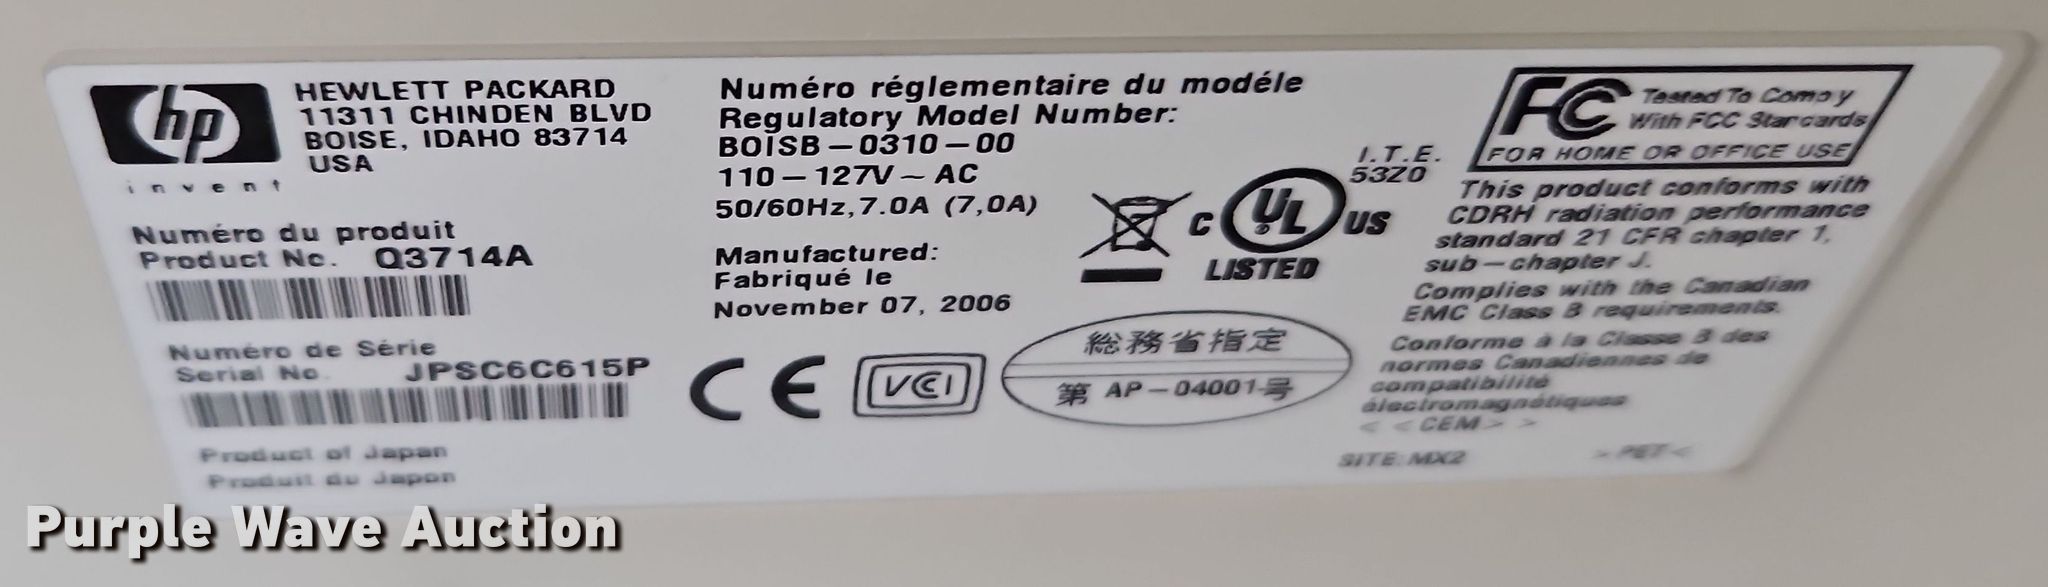 hp
invent
HEWLETT PACKARD
11311 CHINDEN BLVD
BOISE, IDAHO 83714
USA
Numéro du produit
Product No. Q3714A
Numéro de Série
Serial No. JPSC6C615P
Product of Japan
Produit du Japon
Numéro réglementaire du modéle
Regulatory Model Number:
BOISB-0310-00
110-127V~AC
50/60Hz, 7.0A (7,0A)
Manufactured:
Fabriqué le
November 07, 2006
CE
VCI
総務省指定
第 AP-04001号
C UL US
LISTED
I.T.E.
53Z0
FC Tested To Comply
With FCC Standards
FOR HOME OR OFFICE USE
This product conforms with
CDRH radiation performance
standard 21 CFR chapter 1,
sub-chapter J.
Complies with the Canadian
EMC Class B requirements.
Conforme à la Classe B des
normes Canadiennes de
compatibilité
électromagnétiques
< <CEM> >
SITE:MX2
>PET<
Purple Wave Auction